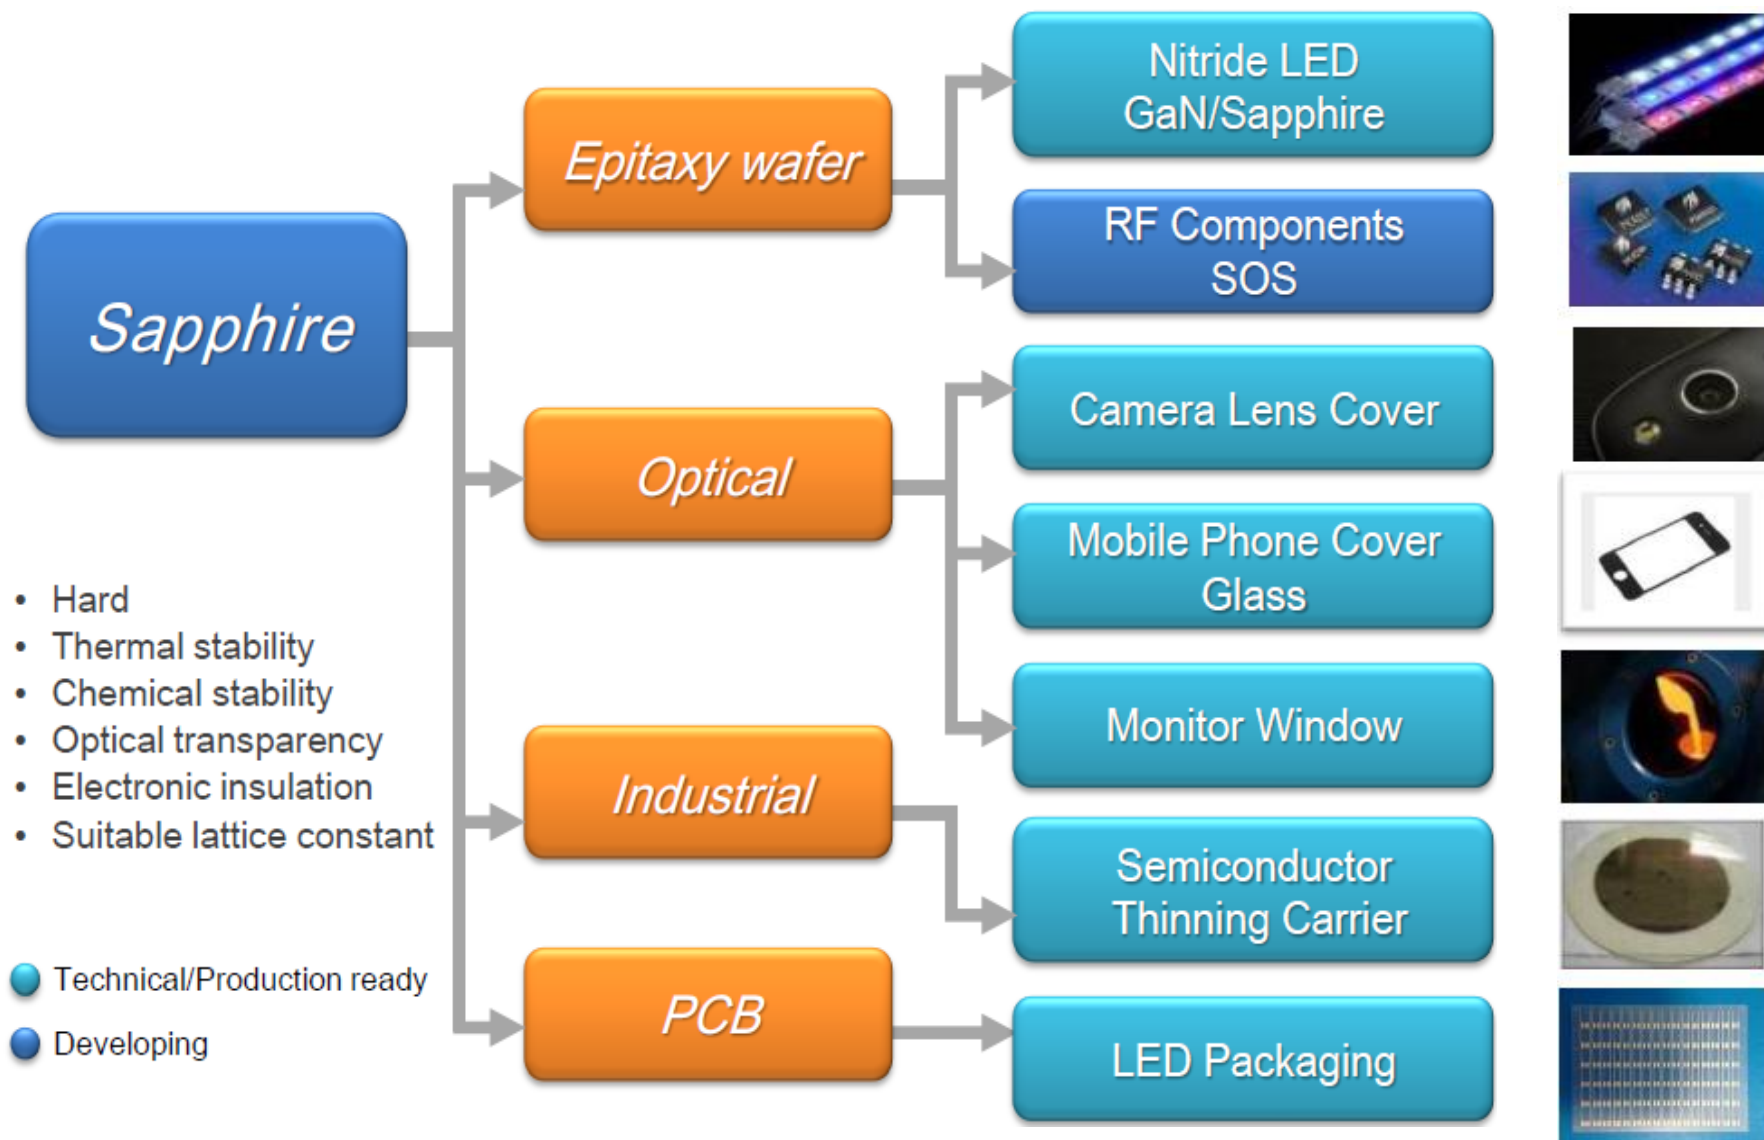 Sapphire
• Hard
• Thermal stability
• Chemical stability
• Optical transparency
• Electronic insulation
• Suitable lattice constant
Technical/Production ready
Developing
Epitaxy wafer
Optical
Industrial
PCB
Nitride LED
GaN/Sapphire
RF Components
SOS
Camera Lens Cover
Mobile Phone Cover
Glass
Monitor Window
Semiconductor
Thinning Carrier
LED Packaging